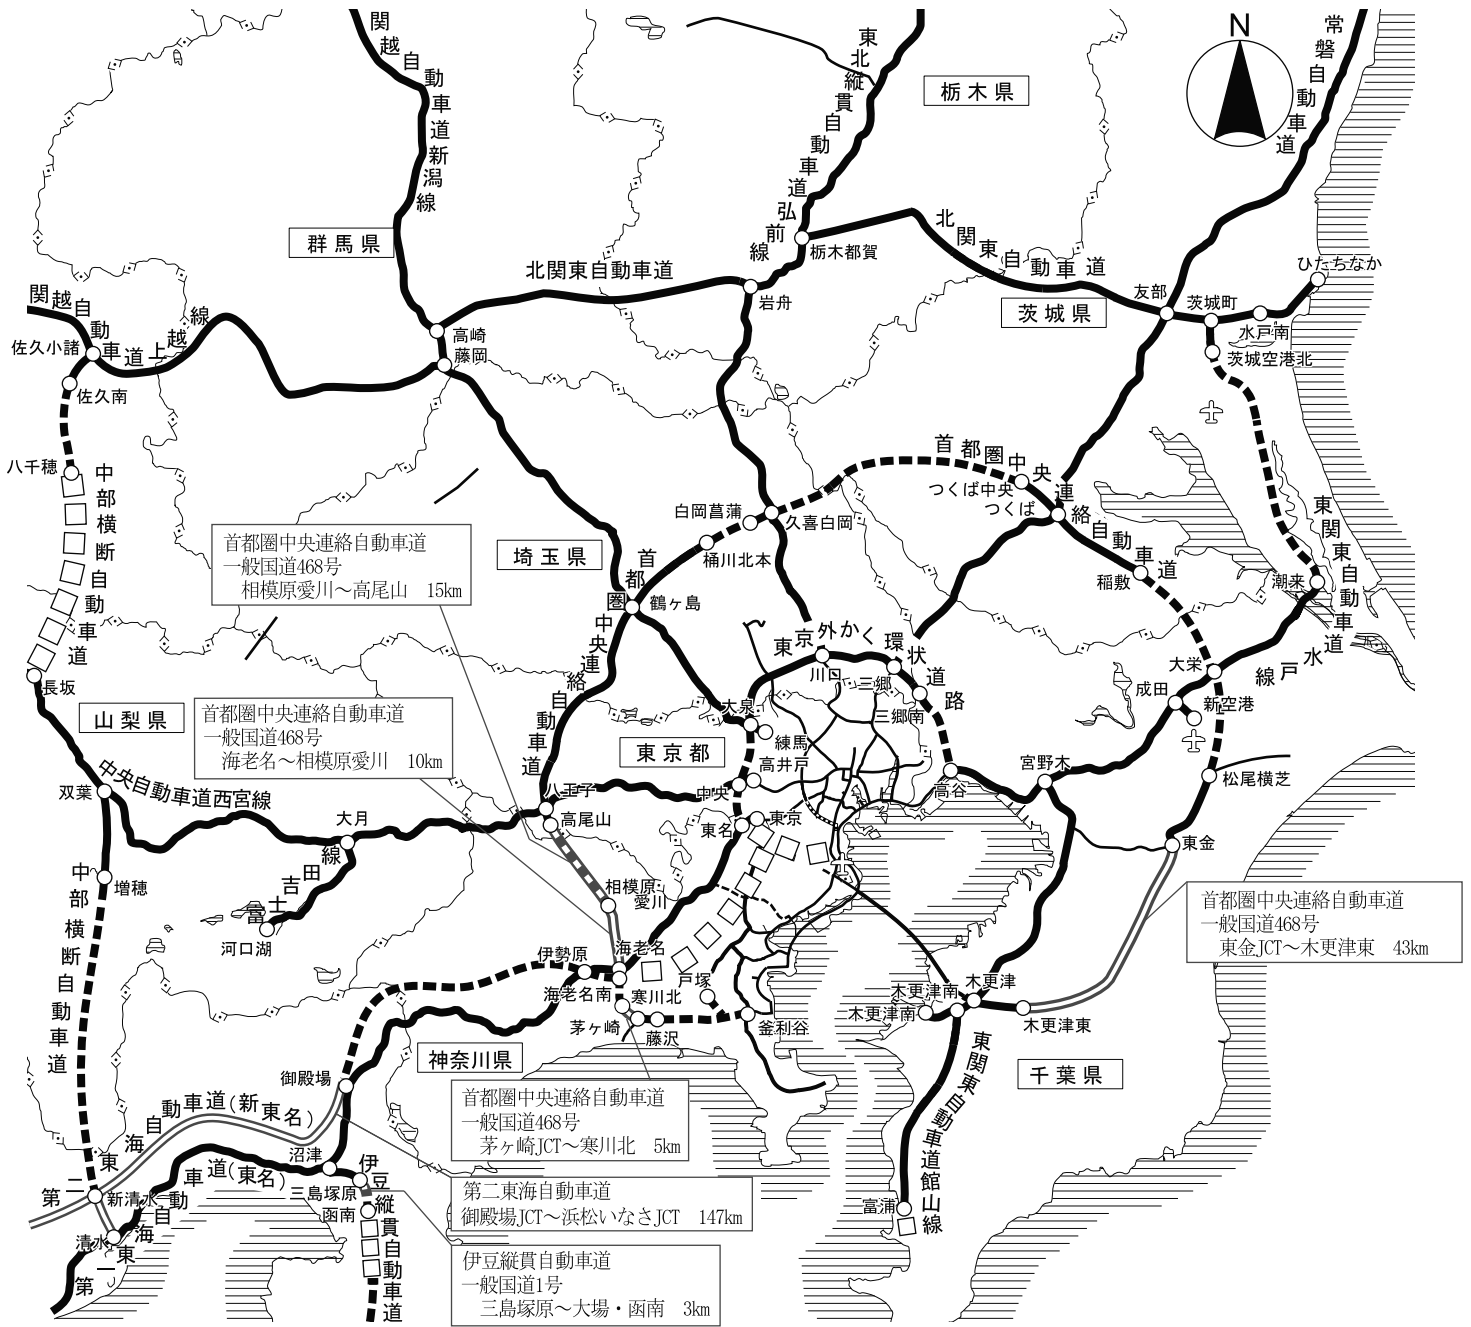 N
関越自動車道新潟線
東北縦貫自動車道弘前線
栃木県
常磐自動車道
群馬県
栃木都賀
北関東自動車道
北関東自動車道
ひたちなか
岩舟
茨城県
友部
茨城町
水戸南
茨城空港北
関越自動車道上越線
佐久小諸
佐久南
高崎
藤岡
八千穂
中部横断自動車道
首都圏中央連絡自動車道
つくば中央
つくば
白岡菖蒲
久喜白岡
桶川北本
首都圏中央連絡自動車道
一般国道468号
相模原愛川～高尾山 15km
埼玉県
首都圏中央連絡自動車道
鶴ヶ島
稲敷
潮来
東関東自動車道水戸線
東京外かく環状道路
川口
三郷
三郷南
大栄
成田
新空港
長坂
山梨県
首都圏中央連絡自動車道
一般国道468号
海老名～相模原愛川 10km
大泉
練馬
東京都
高井戸
中央
高谷
宮野木
松尾横芝
双葉
中央自動車道西宮線
大月
八王子
高尾山
東名
東京
東金
富士吉田線
河口湖
中部横断自動車道
増穂
相模原
愛川
首都圏中央連絡自動車道
一般国道468号
東金JCT～木更津東 43km
伊勢原
海老名
海老名南
寒川北
茅ヶ崎
藤沢
戸塚
釜利谷
木更津
木更津南
木更津南
木更津東
神奈川県
千葉県
御殿場
首都圏中央連絡自動車道
一般国道468号
茅ヶ崎JCT～寒川北 5km
東関東自動車道館山線
富浦
第二東海自動車道(新東名)
沼津
三島塚原
函南
伊豆縦貫自動車道
新清水
清水
第一東海自動車道(東名)
第二東海自動車道
御殿場JCT～浜松いなさJCT 147km
伊豆縦貫自動車道
一般国道1号
三島塚原～大場・函南 3km